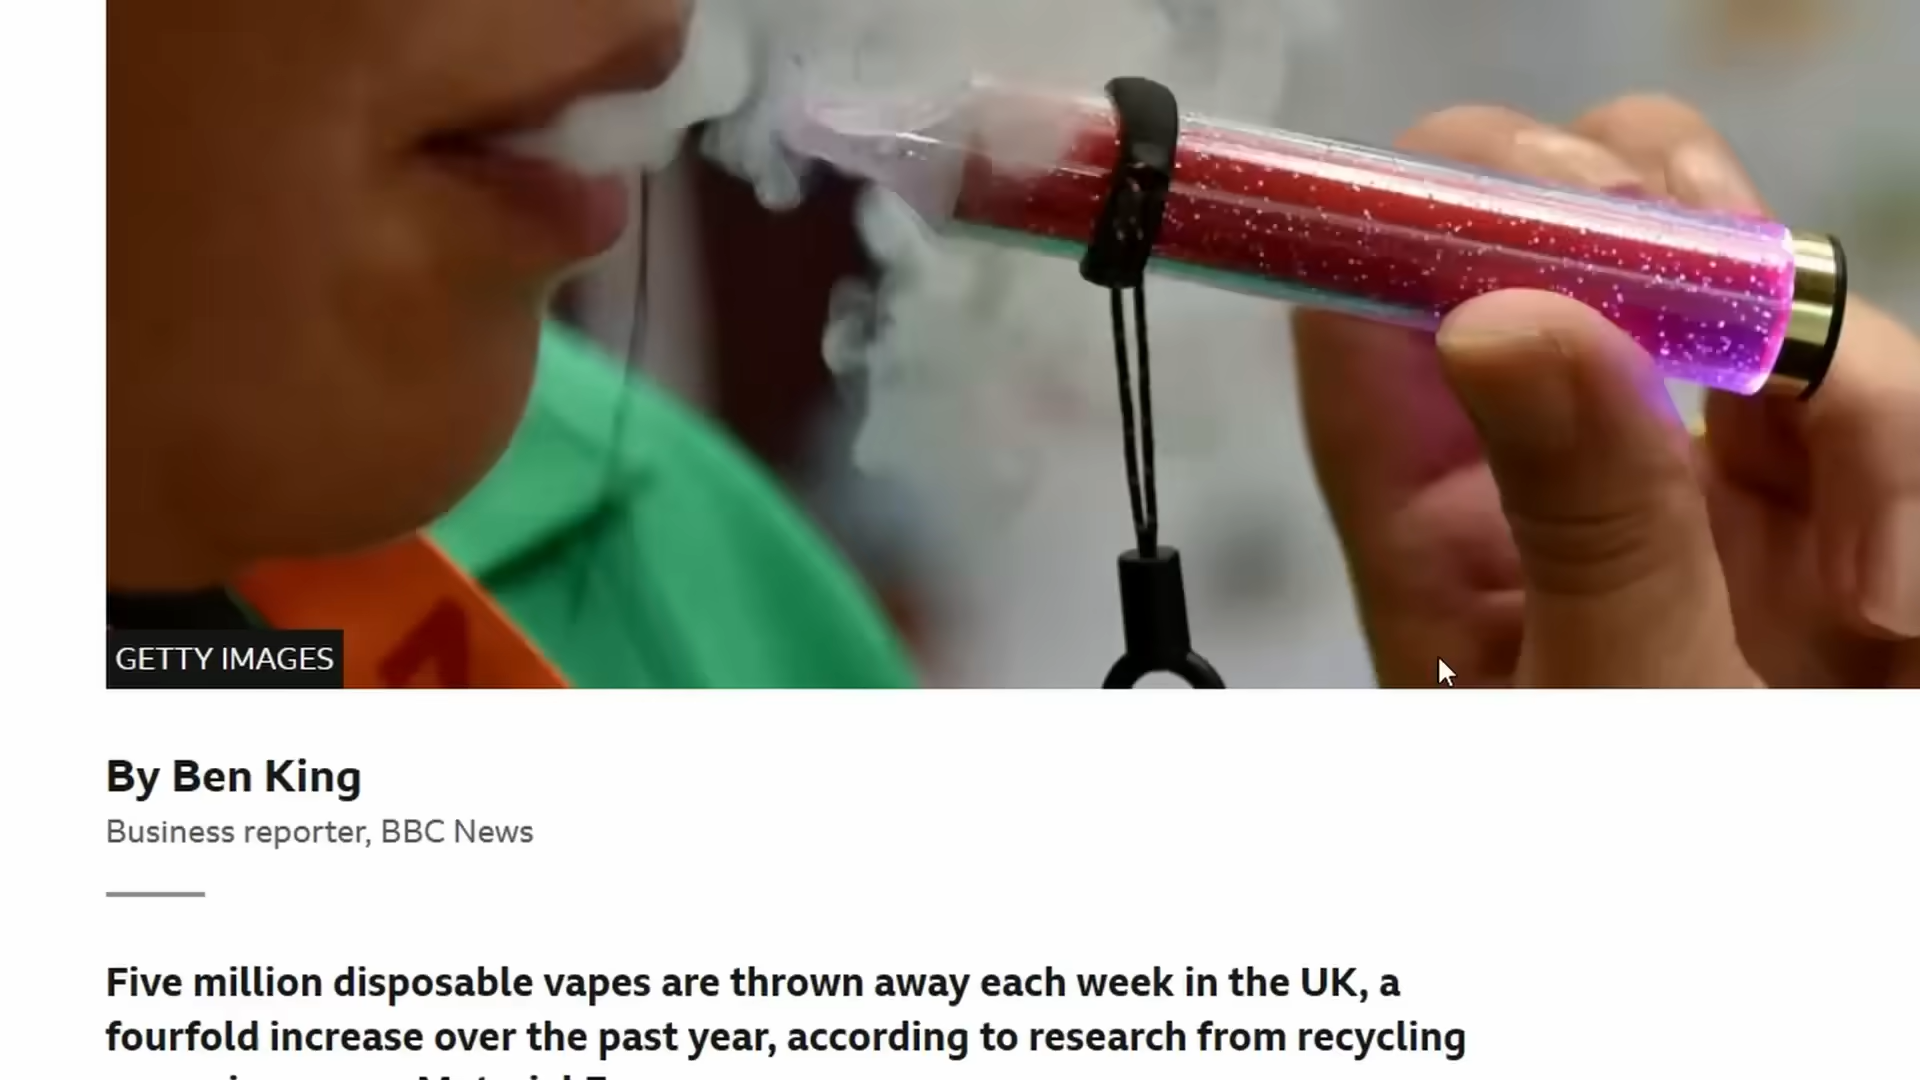 GETTY IMAGES
By Ben King
Business reporter, BBC News
Five million disposable vapes are thrown away each week in the UK, a
fourfold increase over the past year, according to research from recycling